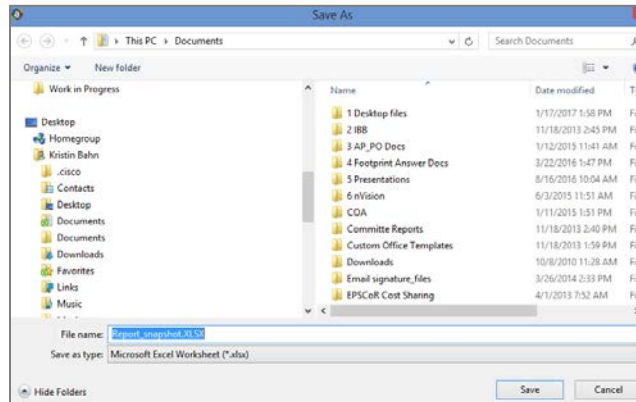 Save As
This PC ▸ Documents
Search Documents
Organize
New folder
Work in Progress
Desktop
Homegroup
Kristin Bahn
.cisco
Contacts
Desktop
Documents
Documents
Downloads
Favorites
Links
Music
Name Date modified
1 Desktop files 1/17/2017 1:58 PM
2 IBB 11/18/2013 2:45 PM
3 AP_PO Docs 1/12/2015 11:41 AM
4 Footprint Answer Docs 3/22/2016 1:47 PM
5 Presentations 8/16/2016 10:04 AM
6 nVision 6/3/2015 11:51 AM
COA 1/11/2015 1:51 PM
Committe Reports 11/18/2013 2:40 PM
Custom Office Templates 11/18/2013 1:59 PM
Downloads 10/8/2010 11:28 AM
Email signature_files 3/26/2014 2:33 PM
EPSCoR Cost Sharing 4/1/2013 7:52 AM
File name: Report_snapshot.XLSX
Save as type: Microsoft Excel Worksheet (*.xlsx)
Hide Folders
Save
Cancel